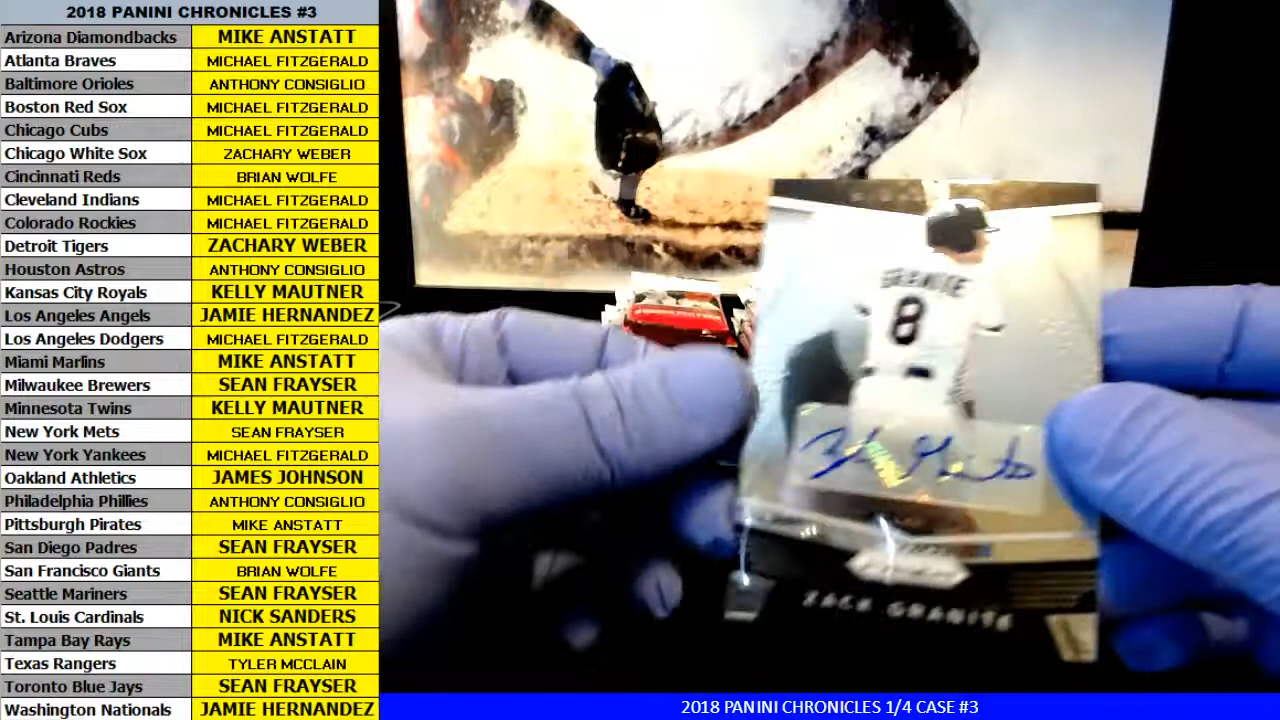 2018 PANINI CHRONICLES #3
Arizona Diamondbacks MIKE ANSTATT
Atlanta Braves MICHAEL FITZGERALD
Baltimore Orioles ANTHONY CONSIGLIO
Boston Red Sox MICHAEL FITZGERALD
Chicago Cubs MICHAEL FITZGERALD
Chicago White Sox ZACHARY WEBER
Cincinnati Reds BRIAN WOLFE
Cleveland Indians MICHAEL FITZGERALD
Colorado Rockies MICHAEL FITZGERALD
Detroit Tigers ZACHARY WEBER
Houston Astros ANTHONY CONSIGLIO
Kansas City Royals KELLY MAUTNER
Los Angeles Angels JAMIE HERNANDEZ
Los Angeles Dodgers MICHAEL FITZGERALD
Miami Marlins MIKE ANSTATT
Milwaukee Brewers SEAN FRAYSER
Minnesota Twins KELLY MAUTNER
New York Mets SEAN FRAYSER
New York Yankees MICHAEL FITZGERALD
Oakland Athletics JAMES JOHNSON
Philadelphia Phillies ANTHONY CONSIGLIO
Pittsburgh Pirates MIKE ANSTATT
San Diego Padres SEAN FRAYSER
San Francisco Giants BRIAN WOLFE
Seattle Mariners SEAN FRAYSER
St. Louis Cardinals NICK SANDERS
Tampa Bay Rays MIKE ANSTATT
Texas Rangers TYLER MCCLAIN
Toronto Blue Jays SEAN FRAYSER
Washington Nationals JAMIE HERNANDEZ
GRANITE
8
ZACK GRANITE
2018 PANINI CHRONICLES 1/4 CASE #3